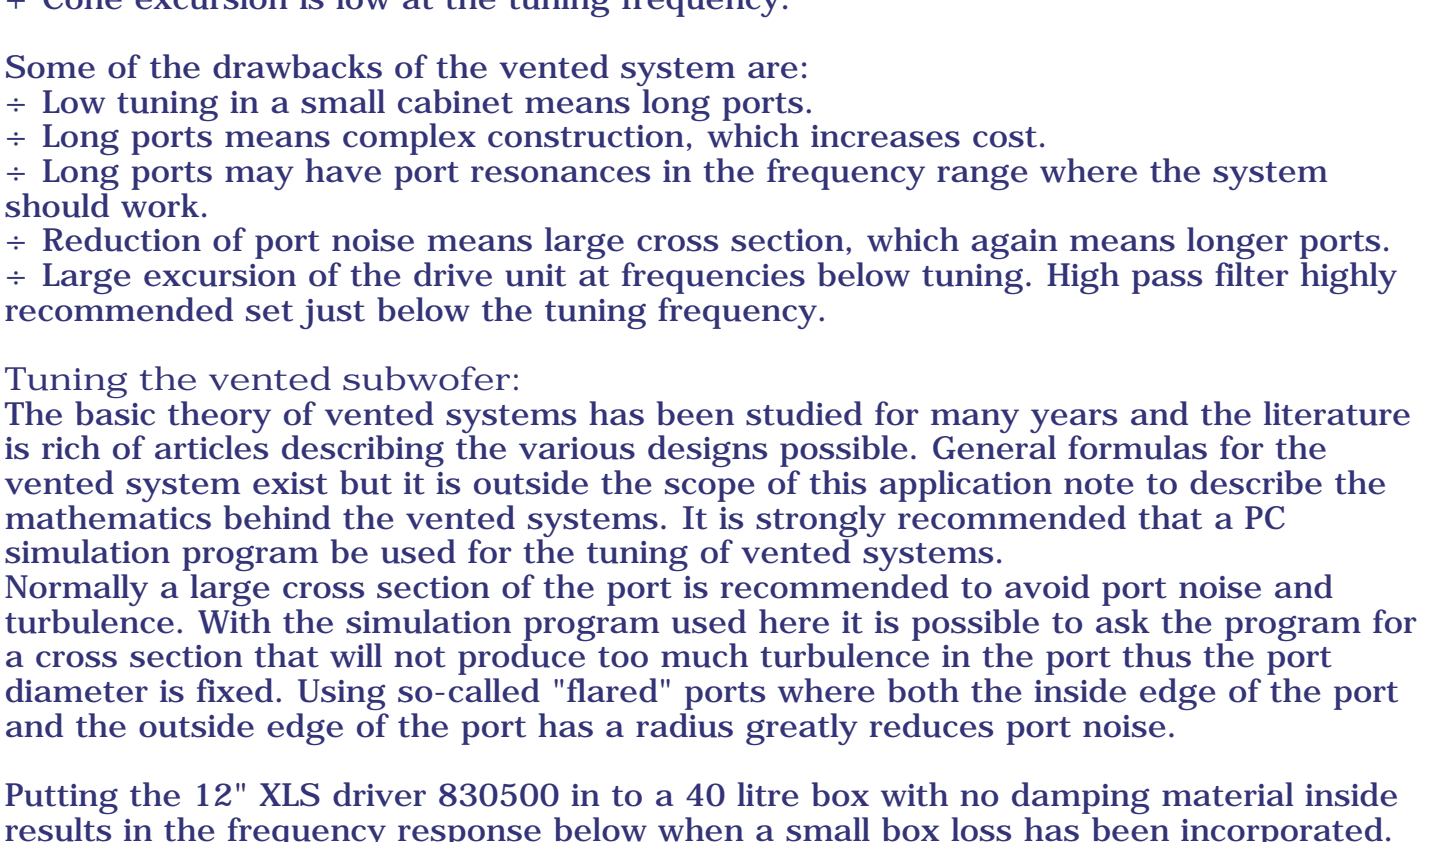 ÷ Cone excursion is low at the tuning frequency.
Some of the drawbacks of the vented system are:
÷ Low tuning in a small cabinet means long ports.
÷ Long ports means complex construction, which increases cost.
÷ Long ports may have port resonances in the frequency range where the system
should work.
÷ Reduction of port noise means large cross section, which again means longer ports.
÷ Large excursion of the drive unit at frequencies below tuning. High pass filter highly
recommended set just below the tuning frequency.
Tuning the vented subwofer:
The basic theory of vented systems has been studied for many years and the literature
is rich of articles describing the various designs possible. General formulas for the
vented system exist but it is outside the scope of this application note to describe the
mathematics behind the vented systems. It is strongly recommended that a PC
simulation program be used for the tuning of vented systems.
Normally a large cross section of the port is recommended to avoid port noise and
turbulence. With the simulation program used here it is possible to ask the program for
a cross section that will not produce too much turbulence in the port thus the port
diameter is fixed. Using so-called "flared" ports where both the inside edge of the port
and the outside edge of the port has a radius greatly reduces port noise.
Putting the 12" XLS driver 830500 in to a 40 litre box with no damping material inside
results in the frequency response below when a small box loss has been incorporated.